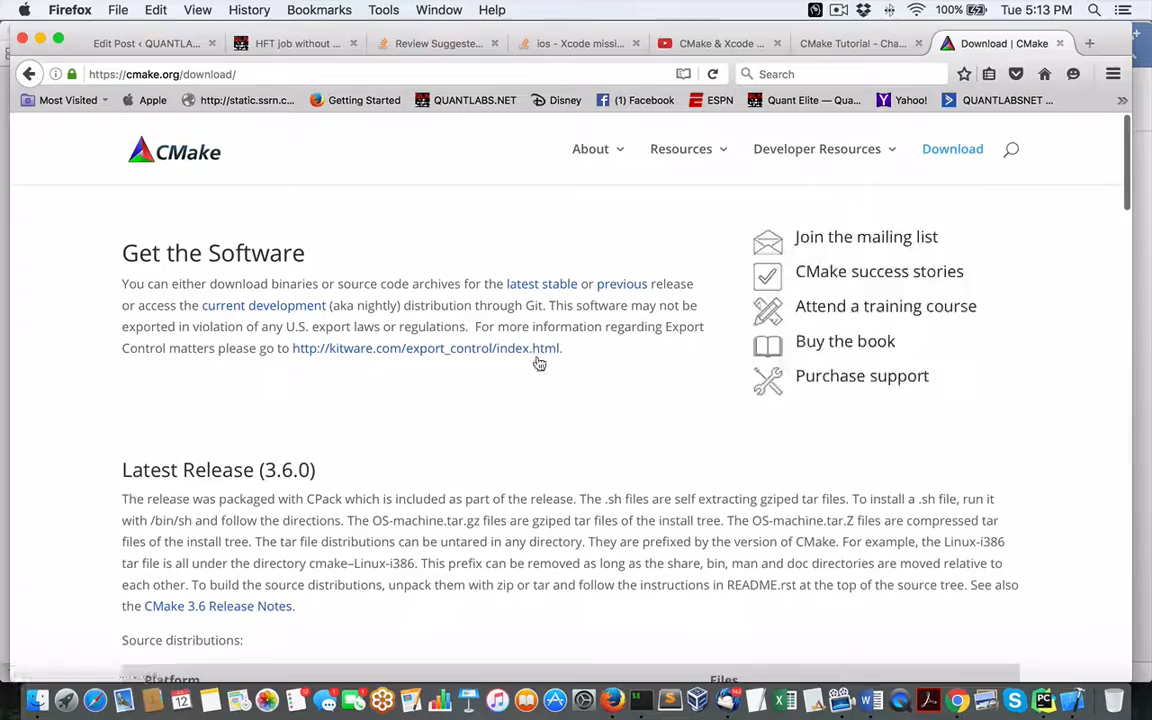 Firefox File Edit View History Bookmarks Tools Window Help 100% Tue 5:13 PM
Edit Post ‹ QUANTLA... HFT job without ... Review Suggeste... ios - Xcode missi... CMake & Xcode ... CMake Tutorial - Cha... Download | CMake
https://cmake.org/download/ Search
Most Visited Apple http://static.ssrn.c... Getting Started QUANTLABS.NET Disney (1) Facebook ESPN Quant Elite — Qua... Yahoo! QUANTLABSNET ...
CMake About Resources Developer Resources Download
Get the Software
You can either download binaries or source code archives for the latest stable or previous release
or access the current development (aka nightly) distribution through Git. This software may not be
exported in violation of any U.S. export laws or regulations. For more information regarding Export
Control matters please go to http://kitware.com/export_control/index.html.
Join the mailing list
CMake success stories
Attend a training course
Buy the book
Purchase support
Latest Release (3.6.0)
The release was packaged with CPack which is included as part of the release. The .sh files are self extracting gziped tar files. To install a .sh file, run it
with /bin/sh and follow the directions. The OS-machine.tar.gz files are gziped tar files of the install tree. The OS-machine.tar.Z files are compressed tar
files of the install tree. The tar file distributions can be untared in any directory. They are prefixed by the version of CMake. For example, the Linux-i386
tar file is all under the directory cmake–Linux-i386. This prefix can be removed as long as the share, bin, man and doc directories are moved relative to
each other. To build the source distributions, unpack them with zip or tar and follow the instructions in README.rst at the top of the source tree. See also
the CMake 3.6 Release Notes.
Source distributions:
Platform Files